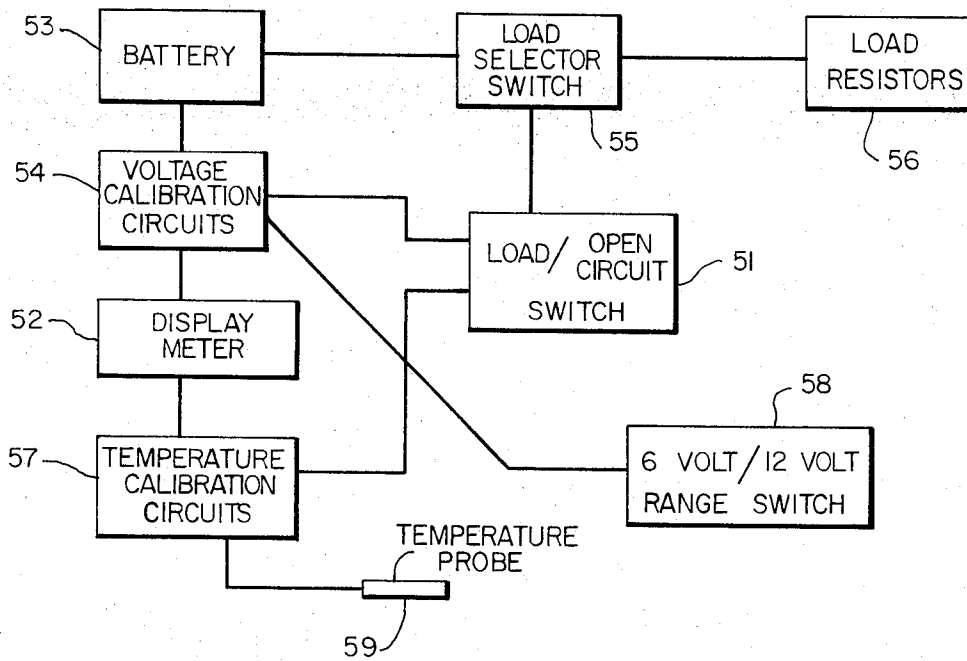 53
BATTERY
LOAD
SELECTOR
SWITCH
55
LOAD
RESISTORS
56
54
VOLTAGE
CALIBRATION
CIRCUITS
LOAD/ OPEN
CIRCUIT
SWITCH
51
52
DISPLAY
METER
58
6 VOLT/12 VOLT
RANGE SWITCH
57
TEMPERATURE
CALIBRATION
CIRCUITS
TEMPERATURE
PROBE
59